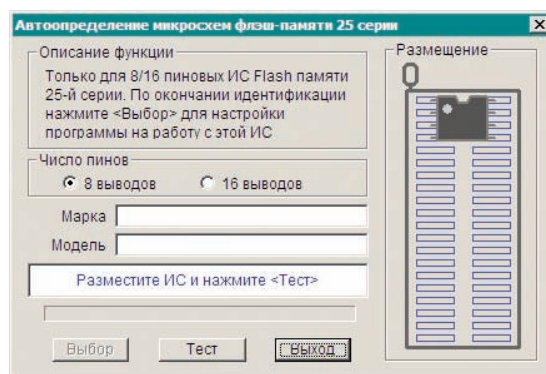 Автоопределение микросхем флэш-памяти 25 серии
Описание функции
Только для 8/16 пиновых ИС Flash памяти
25-й серии. По окончании идентификации
нажмите <Выбор> для настройки
программы на работу с этой ИС
Число пинов
8 выводов 16 выводов
Марка
Модель
Разместите ИС и нажмите <Тест>
Выбор Тест Выход
Размещение